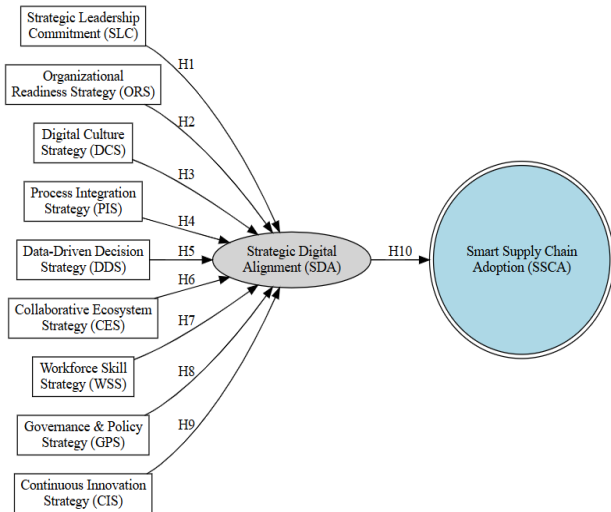 Strategic Leadership
Commitment (SLC)
H1
Organizational
Readiness Strategy (ORS)
H2
Digital Culture
Strategy (DCS)
H3
Process Integration
Strategy (PIS)
H4
Data-Driven Decision
Strategy (DDS)
H5
Collaborative Ecosystem
Strategy (CES)
H6
Workforce Skill
Strategy (WSS)
H7
Governance & Policy
Strategy (GPS)
H8
Continuous Innovation
Strategy (CIS)
H9
Strategic Digital
Alignment (SDA)
H10
Smart Supply Chain
Adoption (SSCA)